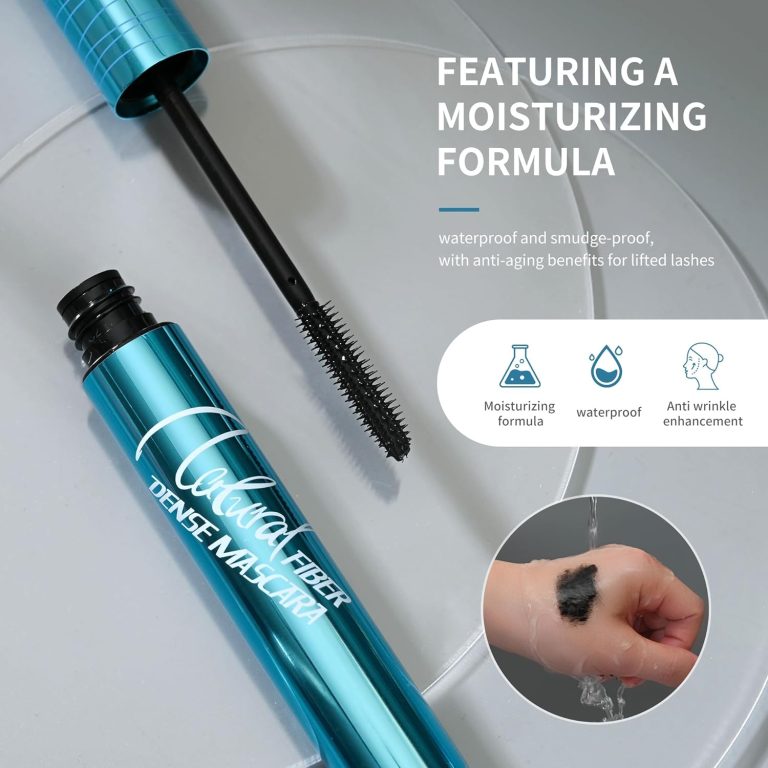 FEATURING A
MOISTURIZING
FORMULA
waterproof and smudge-proof,
with anti-aging benefits for lifted lashes
Moisturizing
formula
waterproof
Anti wrinkle
enhancement
Natural FIBER
DENSE MASCARA